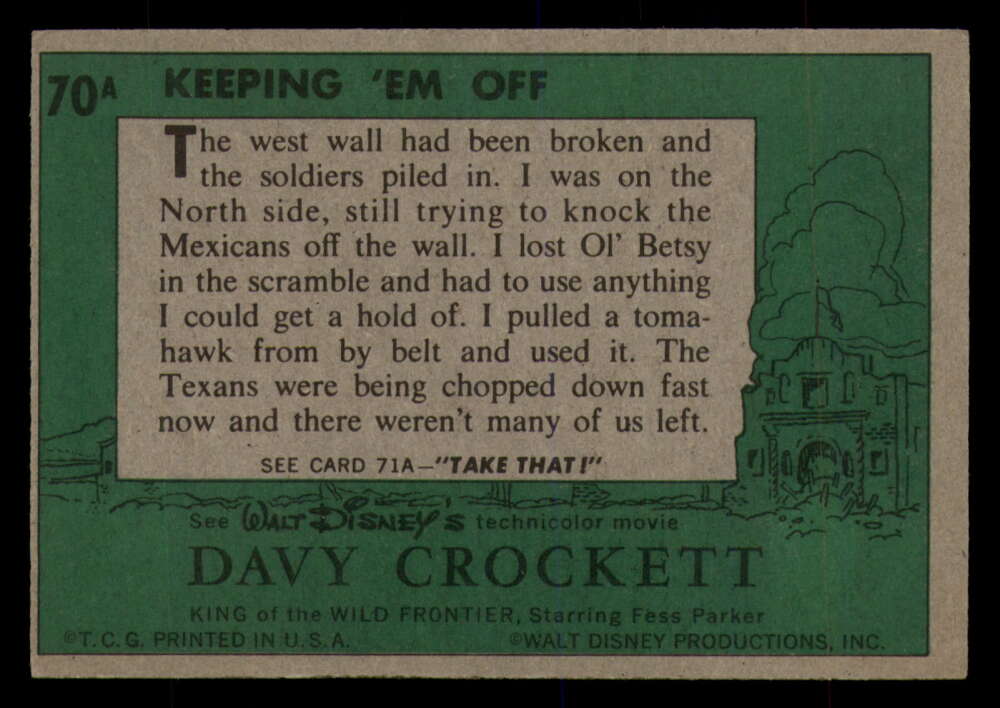 70A KEEPING 'EM OFF
The west wall had been broken and
the soldiers piled in. I was on the
North side, still trying to knock the
Mexicans off the wall. I lost Ol' Betsy
in the scramble and had to use anything
I could get a hold of. I pulled a toma-
hawk from by belt and used it. The
Texans were being chopped down fast
now and there weren't many of us left.
SEE CARD 71A—"TAKE THAT!"
See WALT DISNEY'S technicolor movie
DAVY CROCKETT
KING of the WILD FRONTIER, Starring Fess Parker
©T.C.G. PRINTED IN U.S.A. ©WALT DISNEY PRODUCTIONS, INC.